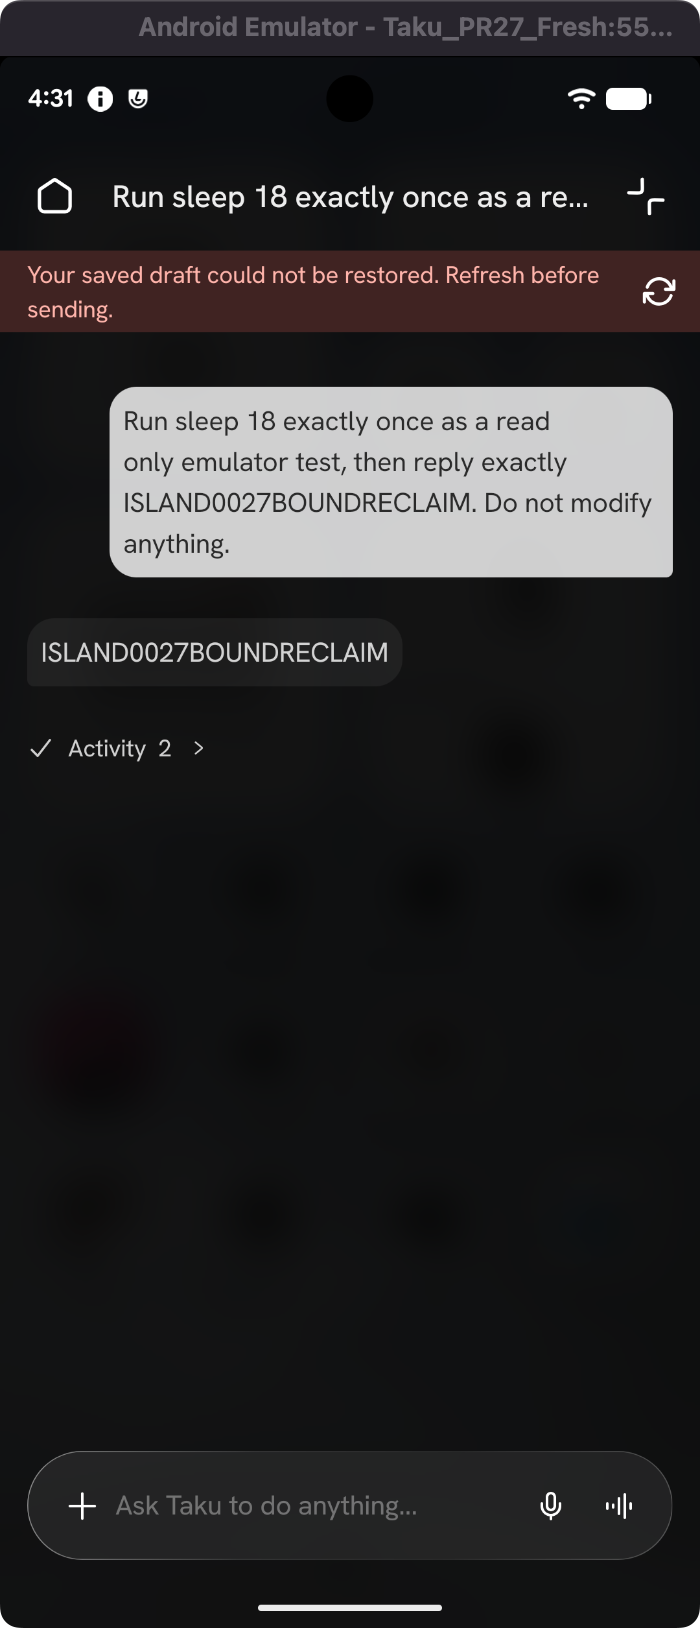 Android Emulator - Taku_PR27_Fresh:55...
4:31
Run sleep 18 exactly once as a re...
Your saved draft could not be restored. Refresh before
sending.
Run sleep 18 exactly once as a read
only emulator test, then reply exactly
ISLAND0027BOUNDRECLAIM. Do not modify
anything.
ISLAND0027BOUNDRECLAIM
Activity 2
Ask Taku to do anything...